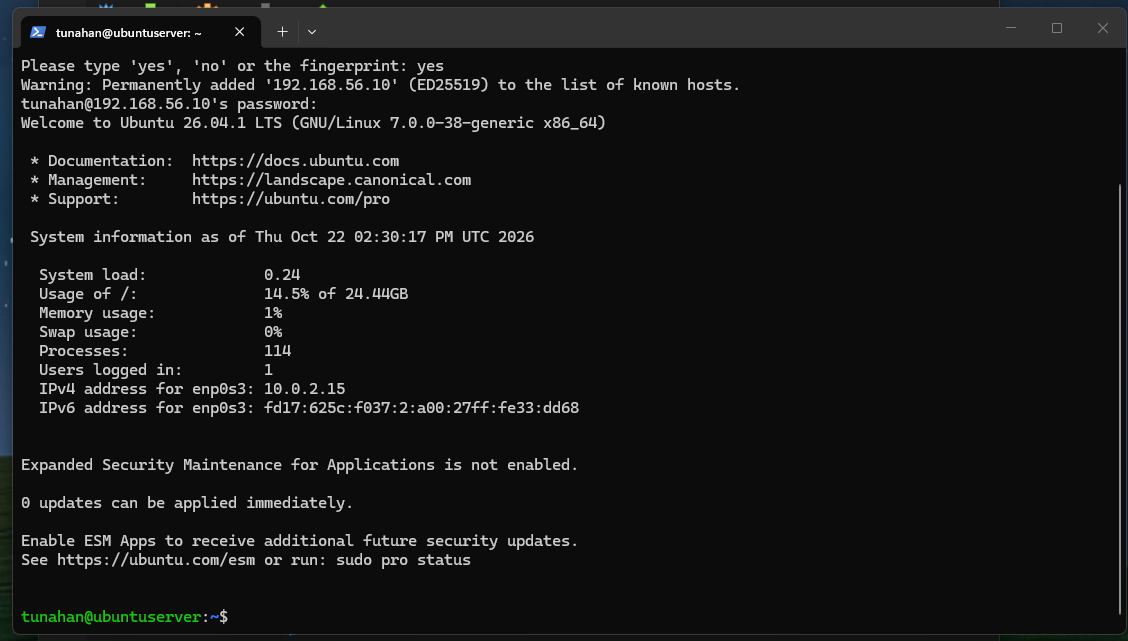 tunahan@ubuntuserver: ~
Please type 'yes', 'no' or the fingerprint: yes
Warning: Permanently added '192.168.56.10' (ED25519) to the list of known hosts.
tunahan@192.168.56.10's password:
Welcome to Ubuntu 26.04.1 LTS (GNU/Linux 7.0.0-38-generic x86_64)
* Documentation:  https://docs.ubuntu.com
* Management:     https://landscape.canonical.com
* Support:        https://ubuntu.com/pro
System information as of Thu Oct 22 02:30:17 PM UTC 2026
System load:             0.24
Usage of /:              14.5% of 24.44GB
Memory usage:            1%
Swap usage:              0%
Processes:               114
Users logged in:         1
IPv4 address for enp0s3: 10.0.2.15
IPv6 address for enp0s3: fd17:625c:f037:2:a00:27ff:fe33:dd68
Expanded Security Maintenance for Applications is not enabled.
0 updates can be applied immediately.
Enable ESM Apps to receive additional future security updates.
See https://ubuntu.com/esm or run: sudo pro status
tunahan@ubuntuserver:~$